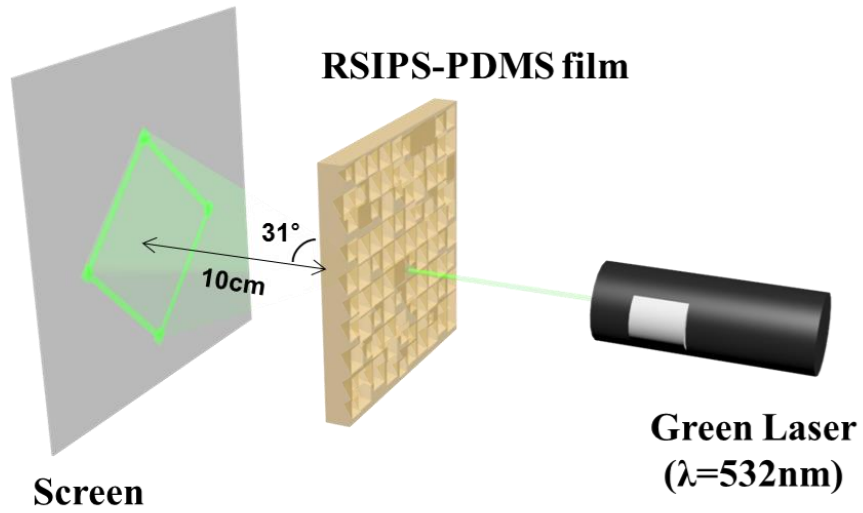 RSIPS-PDMS film
31°
10cm
Green Laser
(λ=532nm)
Screen